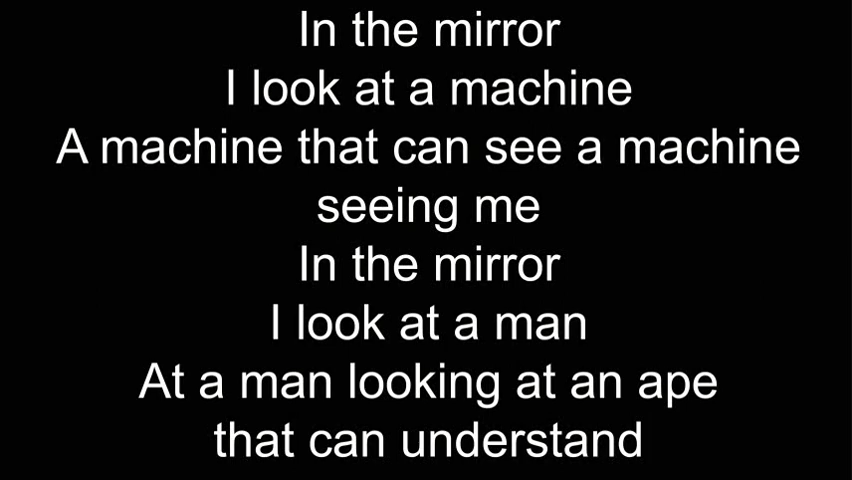 In the mirror
I look at a machine
A machine that can see a machine
seeing me
In the mirror
I look at a man
At a man looking at an ape
that can understand